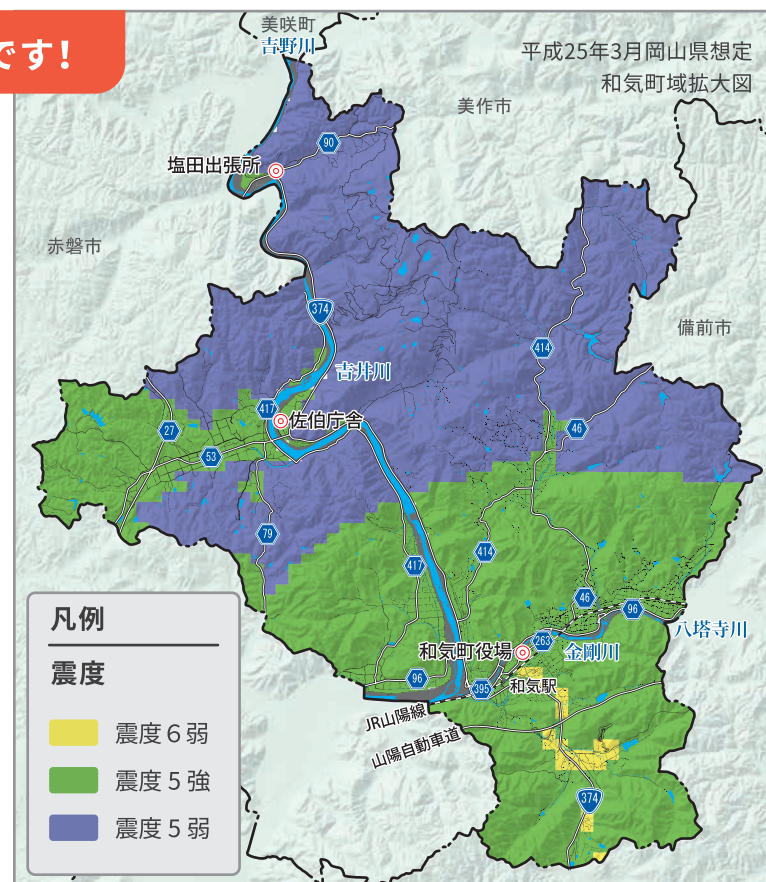 です！
平成25年3月岡山県想定
和気町域拡大図
美咲町
吉野川
美作市
90
塩田出張所
赤磐市
374
備前市
414
吉井川
417
佐伯庁舎
46
27
53
79
417
414
46
96
263
八塔寺川
和気町役場
金剛川
96
395
和気駅
JR山陽線
山陽自動車道
374
凡例
震度
震度６弱
震度５強
震度５弱